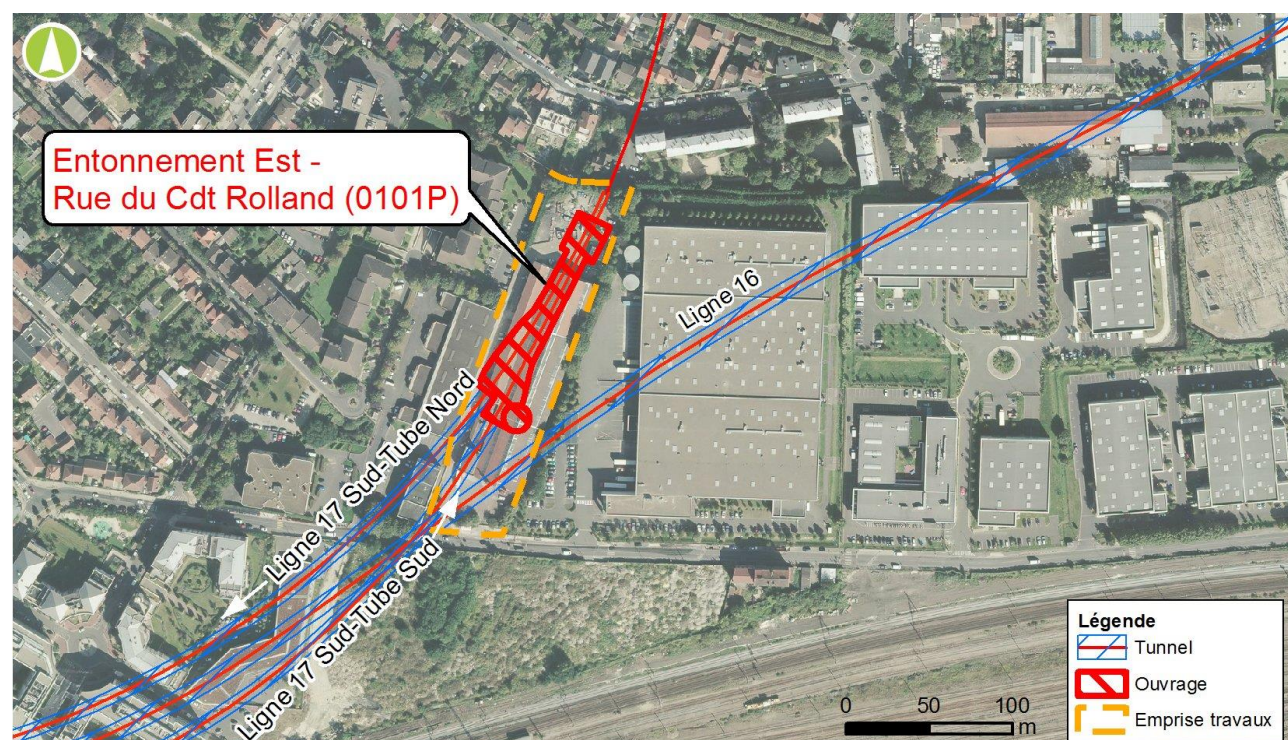 Entonnement Est -
Rue du Cdt Rolland (0101P)
Ligne 16
Ligne 17 Sud-Tube Nord
Ligne 17 Sud-Tube Sud
Légende
Tunnel
Ouvrage
Emprise travaux
0 50 100
m